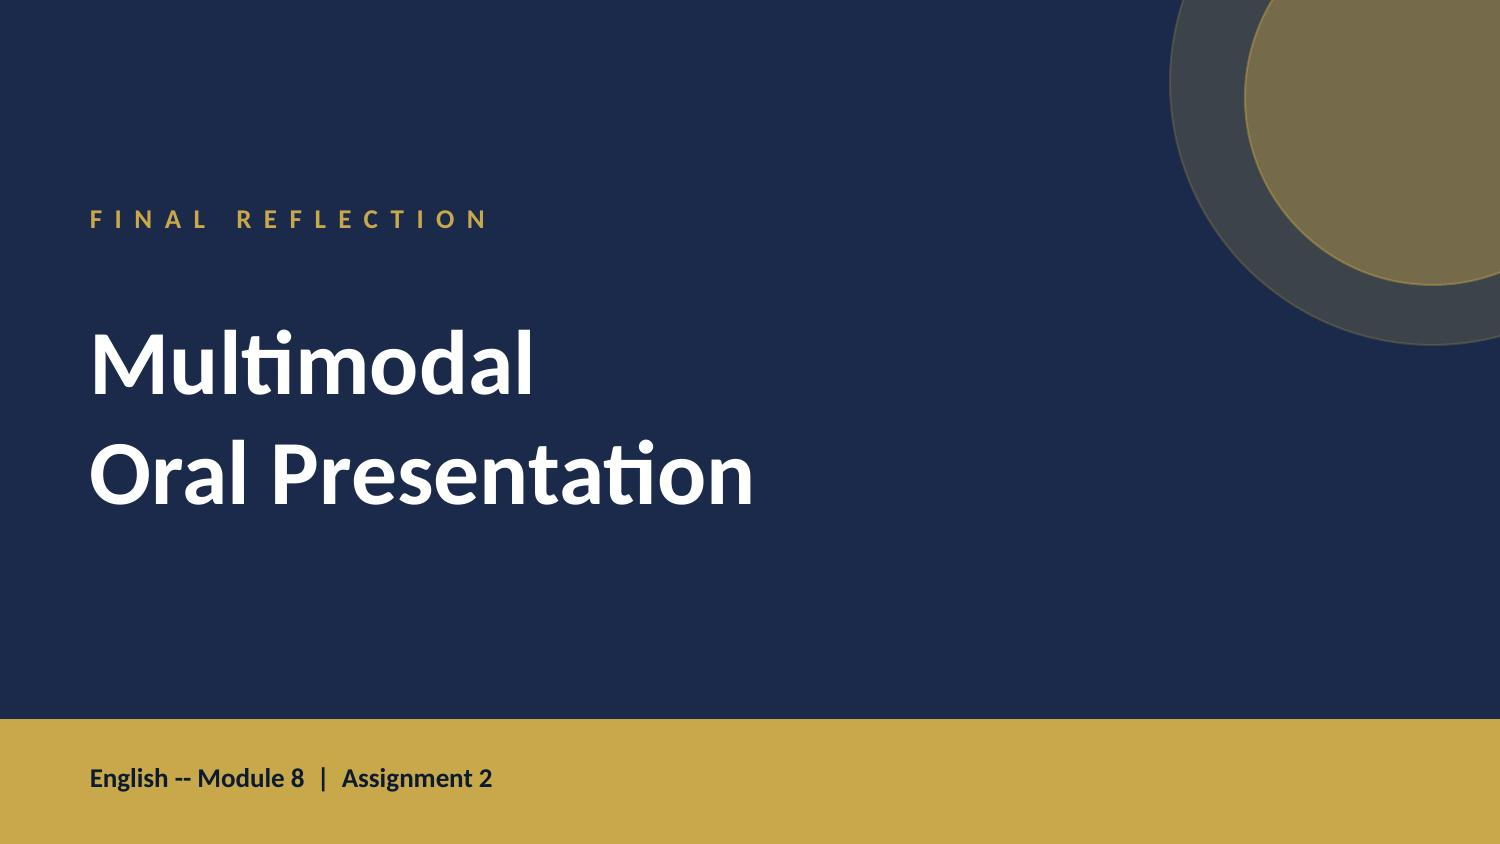 FINAL REFLECTION
Multimodal
Oral Presentation
English -- Module 8 | Assignment 2